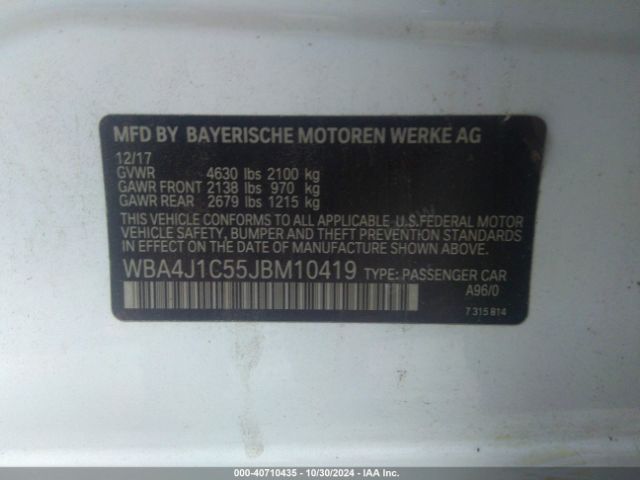 MFD BY BAYERISCHE MOTOREN WERKE AG
12/17
GVWR 4630 lbs 2100 kg
GAWR FRONT 2138 lbs 970 kg
GAWR REAR 2679 lbs 1215 kg
THIS VEHICLE CONFORMS TO ALL APPLICABLE U.S.FEDERAL MOTOR
VEHICLE SAFETY, BUMPER AND THEFT PREVENTION STANDARDS
IN EFFECT ON THE DATE OF MANUFACTURE SHOWN ABOVE.
WBA4J1C55JBM10419 TYPE: PASSENGER CAR
A96/0
7 315 814
000-40710435 - 10/30/2024 - IAA Inc.